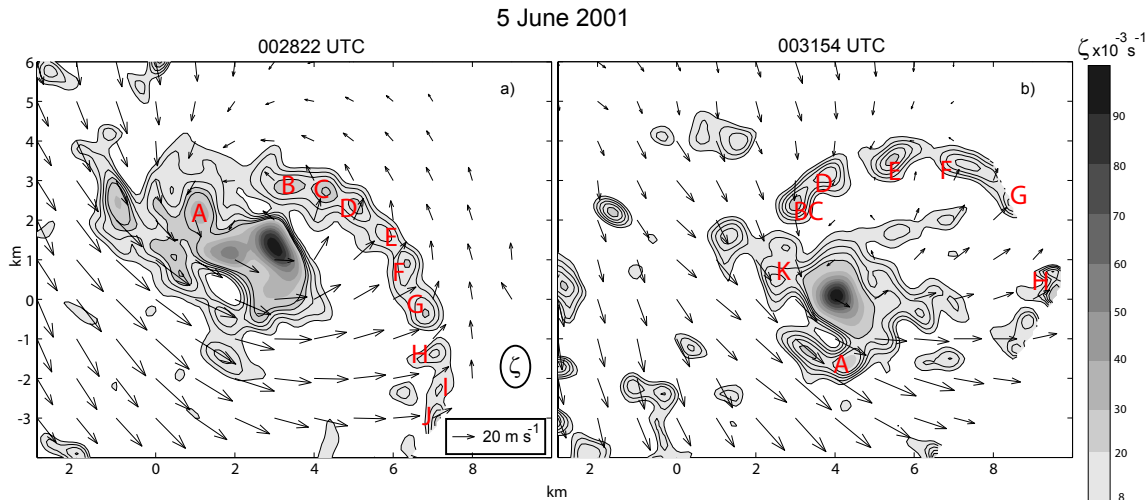 5 June 2001
002822 UTC
003154 UTC
ζx10⁻³ s⁻¹
a)
b)
6
5
4
3
2
1
0
-1
-2
-3
km
A
B
C
D
E
F
G
H
I
J
ζ
20 m s⁻¹
2 0 2 4 6 8
D
E
F
G
BC
K
H
A
2 0 2 4 6 8
km
90
80
70
60
50
40
30
20
8